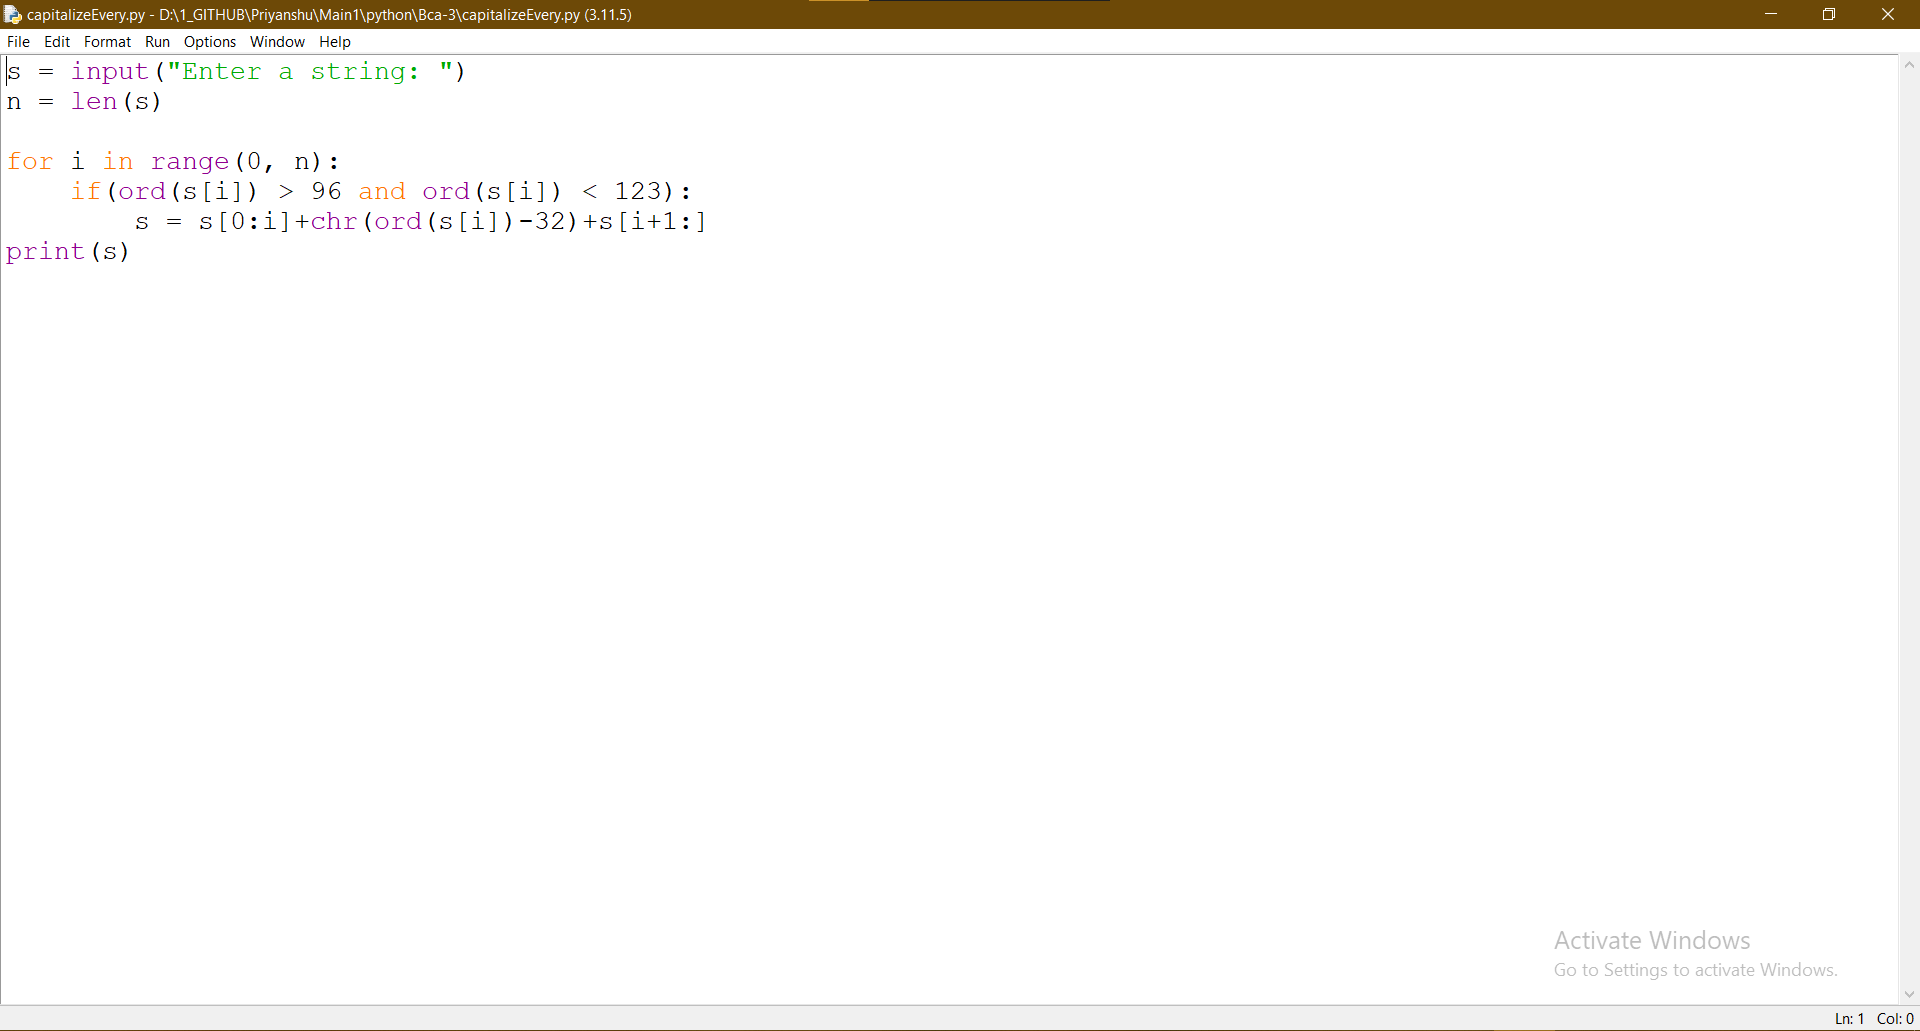 capitalizeEvery.py - D:\1_GITHUB\Priyanshu\Main1\python\Bca-3\capitalizeEvery.py (3.11.5)
File Edit Format Run Options Window Help
s = input("Enter a string: ")
n = len(s)
for i in range(0, n):
    if(ord(s[i]) > 96 and ord(s[i]) < 123):
        s = s[0:i]+chr(ord(s[i])-32)+s[i+1:]
print(s)
Activate Windows
Go to Settings to activate Windows.
Ln: 1 Col: 0